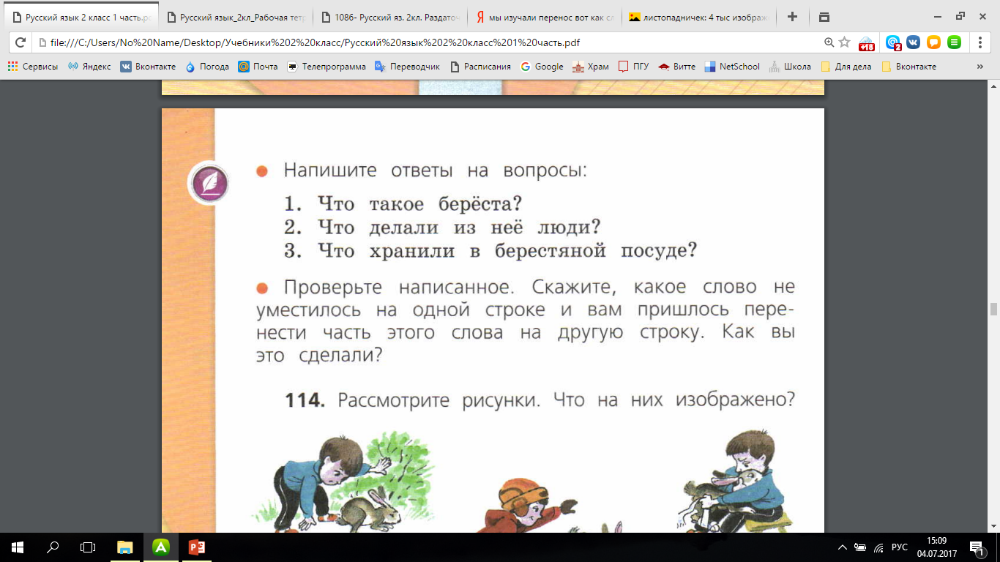 Русский язык 2 класс 1 часть.pd
Русский язык_2кл_Рабочая тетр
1086- Русский яз. 2кл. Раздаточ
мы изучали перенос вот как сл
листопадничек: 4 тыс изображ
file:///C:/Users/No%20Name/Desktop/Учебники%202%20класс/Русский%20язык%202%20класс%201%20часть.pdf
+18
2
Сервисы
Яндекс
Вконтакте
Погода
Почта
Телепрограмма
Переводчик
Расписания
Google
Храм
ПГУ
Витте
NetSchool
Школа
Для дела
Вконтакте
»
Напишите ответы на вопросы:
1. Что такое берёста?
2. Что делали из неё люди?
3. Что хранили в берестяной посуде?
Проверьте написанное. Скажите, какое слово не
уместилось на одной строке и вам пришлось пере-
нести часть этого слова на другую строку. Как вы
это сделали?
114. Рассмотрите рисунки. Что на них изображено?
РУС
15:09
04.07.2017
1